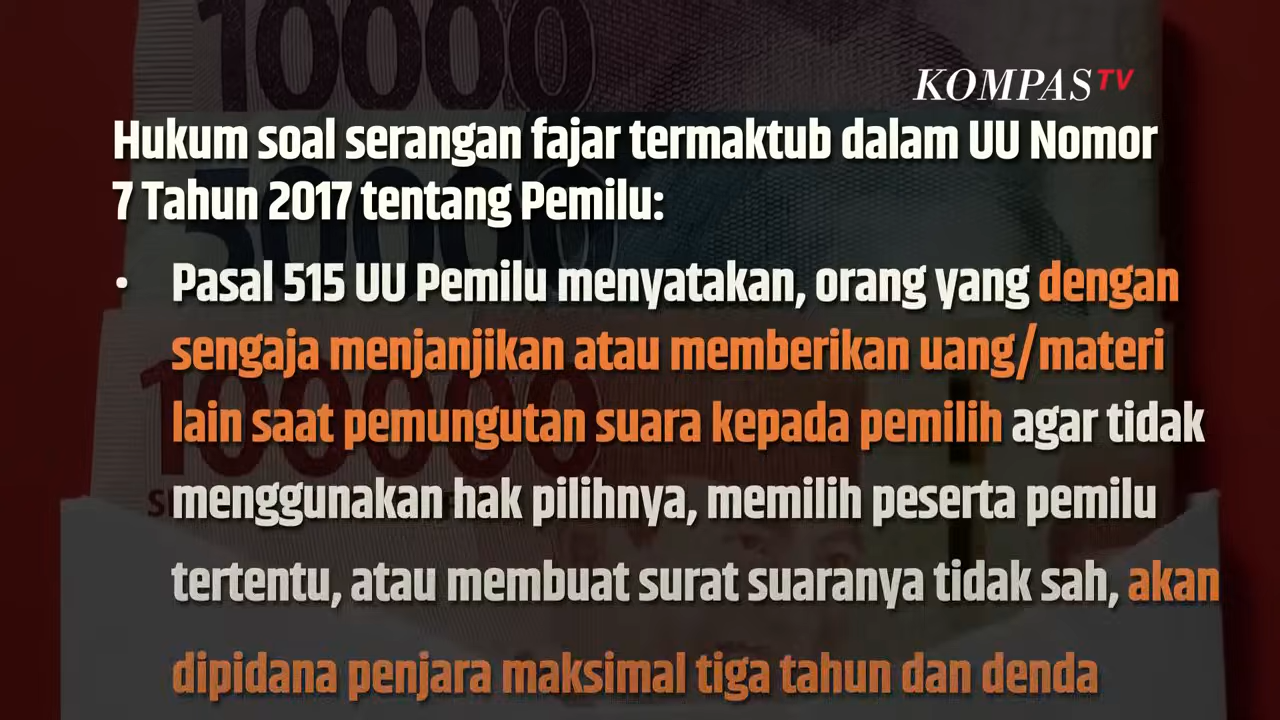 10000
KOMPASTV
Hukum soal serangan fajar termaktub dalam UU Nomor
7 Tahun 2017 tentang Pemilu:
50000
• Pasal 515 UU Pemilu menyatakan, orang yang dengan
sengaja menjanjikan atau memberikan uang/materi
lain saat pemungutan suara kepada pemilih agar tidak
100000
menggunakan hak pilihnya, memilih peserta pemilu
tertentu, atau membuat surat suaranya tidak sah, akan
dipidana penjara maksimal tiga tahun dan denda